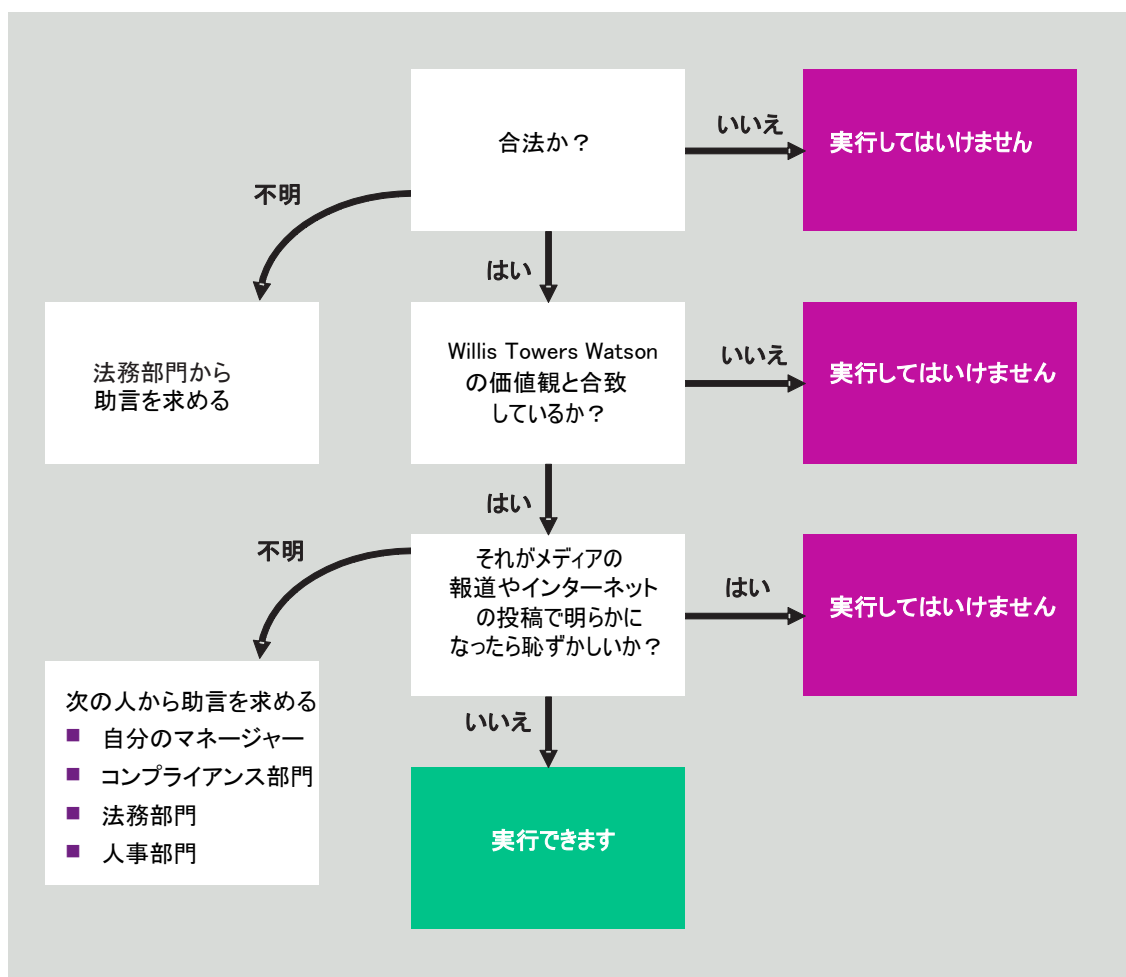 合法か？
いいえ
実行してはいけません
不明
はい
法務部門から
助言を求める
Willis Towers Watson
の価値観と合致
しているか？
いいえ
実行してはいけません
はい
不明
それがメディアの
報道やインターネット
の投稿で明らかに
なったら恥ずかしいか？
はい
実行してはいけません
次の人から助言を求める
自分のマネージャー
コンプライアンス部門
法務部門
人事部門
いいえ
実行できます